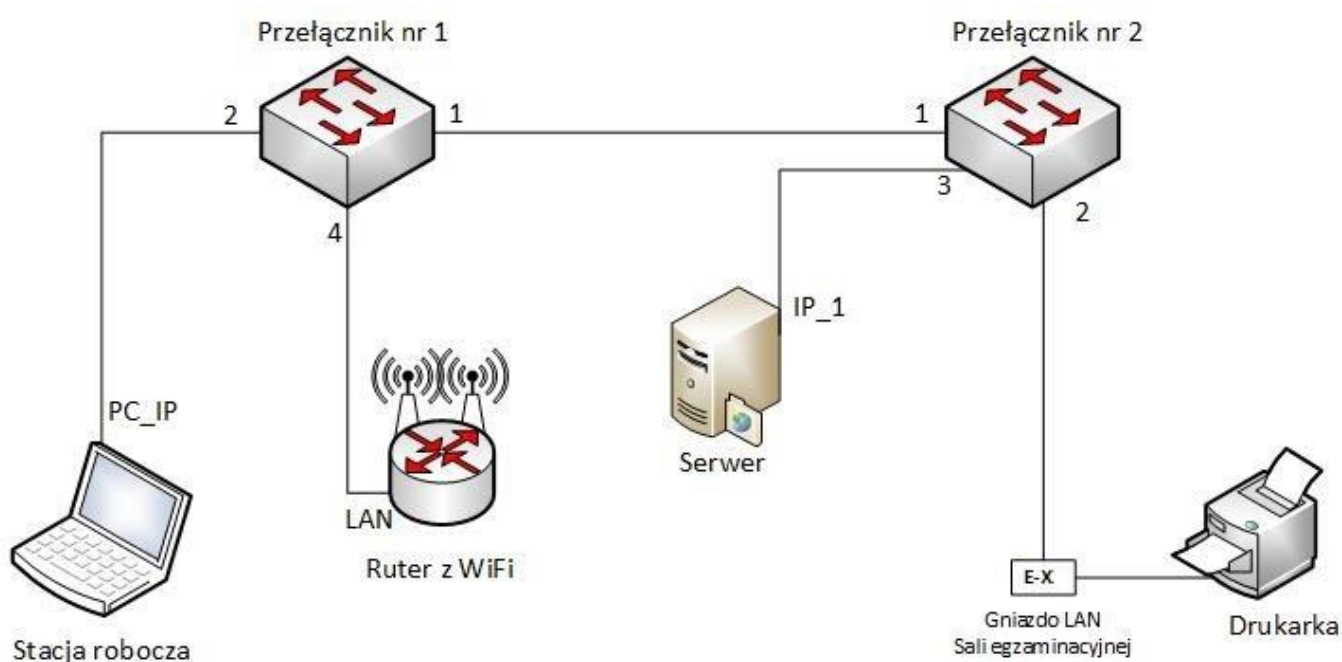 Przełącznik nr 1
Przełącznik nr 2
2
1
1
3
2
4
IP_1
PC_IP
Serwer
LAN
Ruter z WiFi
E-X
Gniazdo LAN
Sali egzaminacyjnej
Drukarka
Stacja robocza